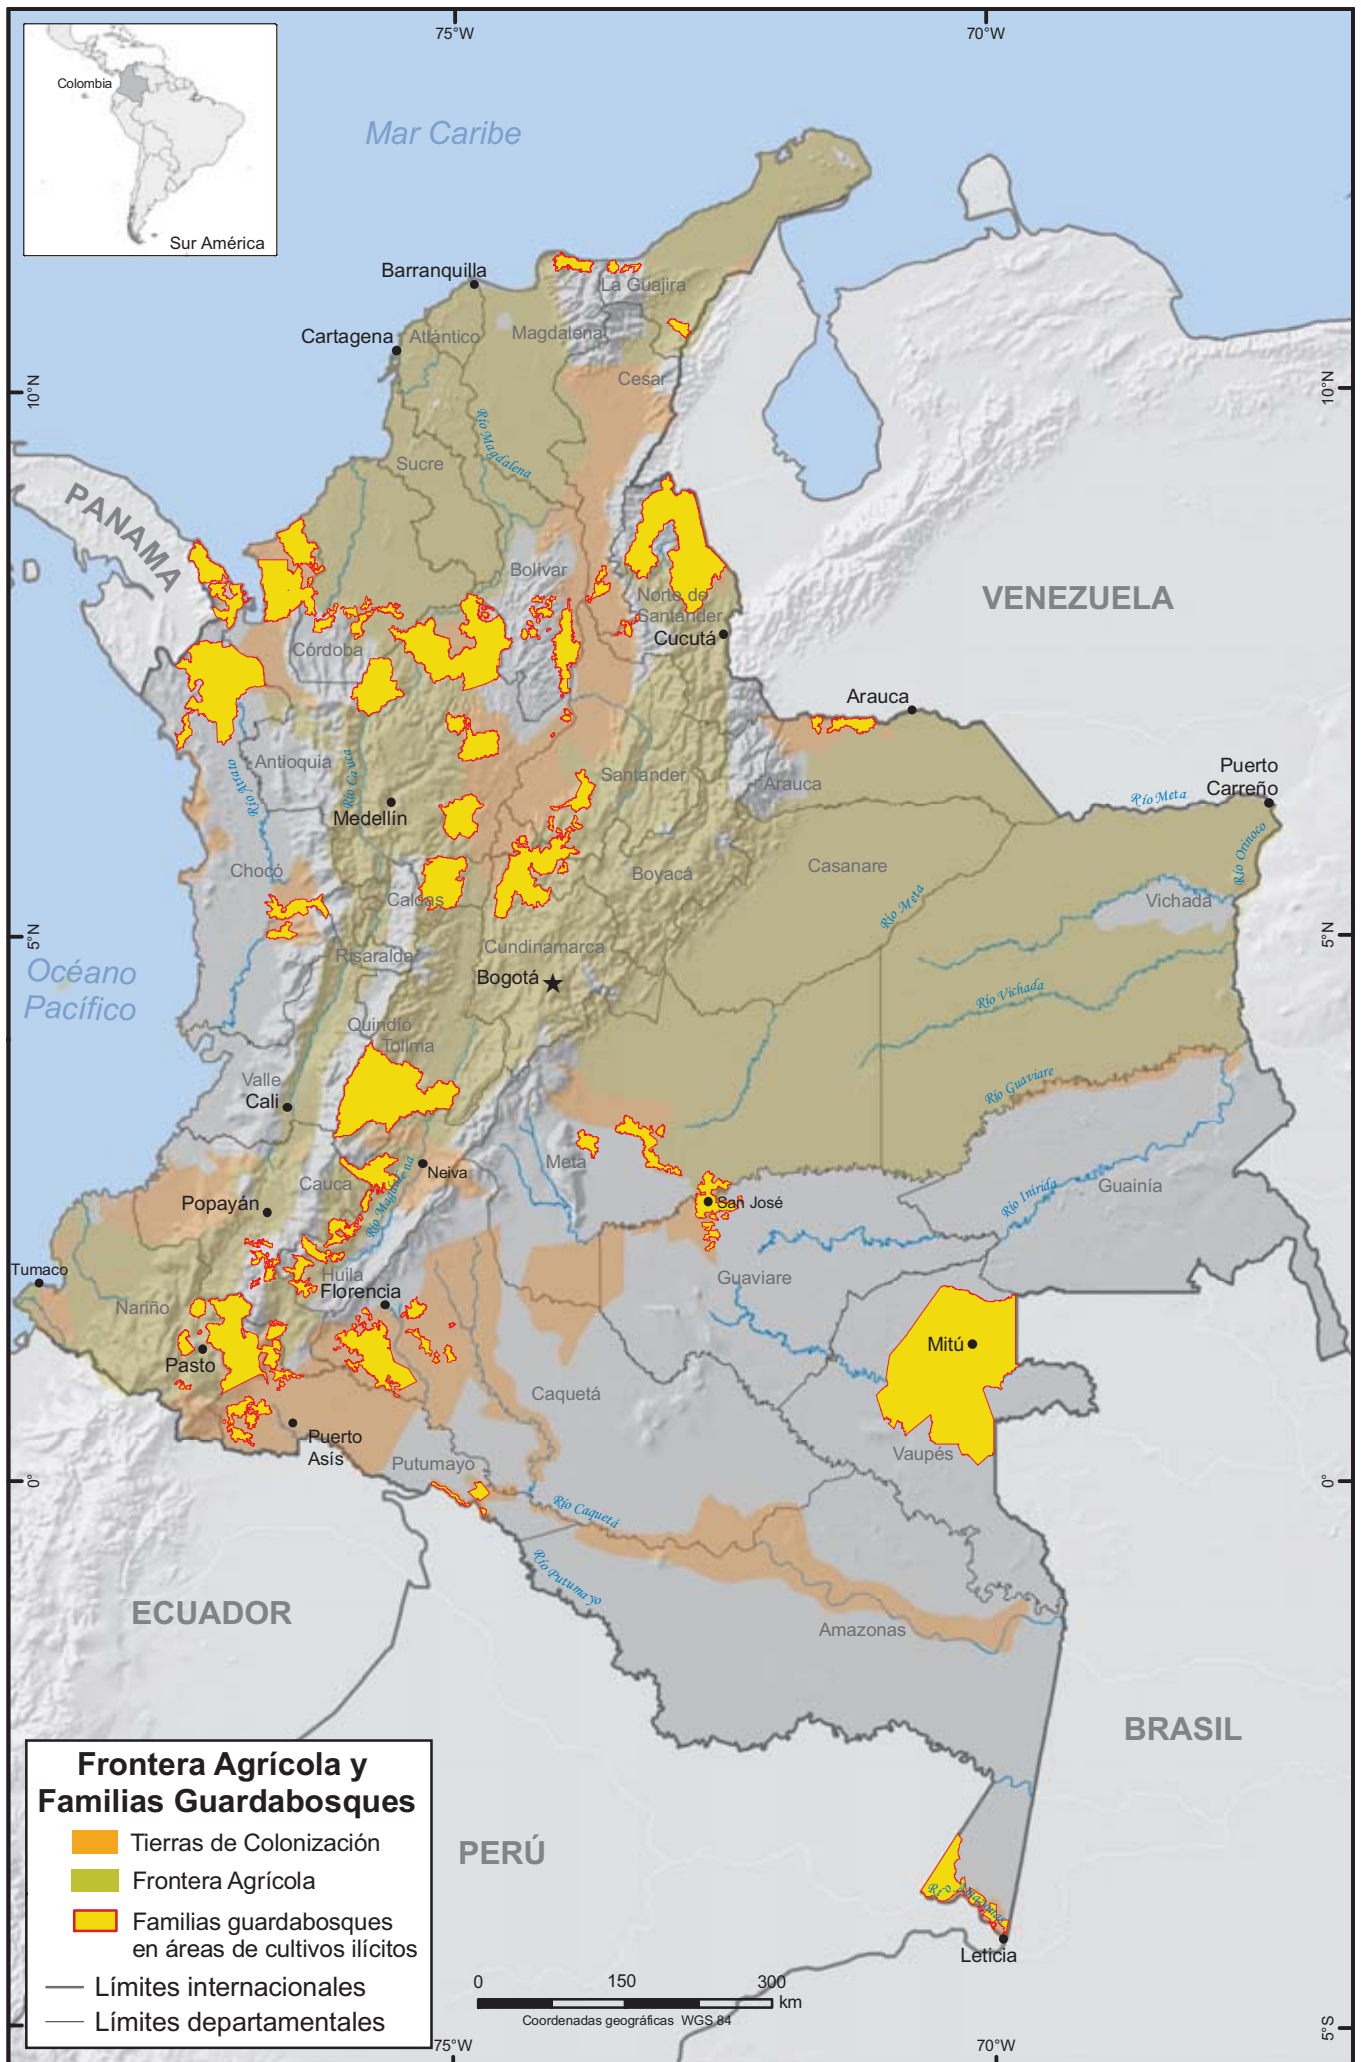 75°W
70°W
Colombia
Sur América
Mar Caribe
Barranquilla
La Guajira
Cartagena
Atlántico
Magdalena
10°N
10°N
Cesar
Río Magdalena
Sucre
PANAMA
Bolívar
VENEZUELA
Norte de
Santander
Cucutá
Córdoba
Arauca
Antioquia
Río Cauca
Santander
Arauca
Puerto
Carreño
Río Meta
Río Atrato
Medellín
Río Orinoco
Chocó
Boyacá
Casanare
Caldas
Río Meta
Vichada
5°N
5°N
Cundinamarca
Risaralda
Océano
Pacífico
Bogotá
Río Vichada
Quindío
Tolima
Valle
Cali
Río Guaviare
Meta
Neiva
Cauca
Río Magdalena
Guainía
Río Inírida
Popayán
San José
Tumaco
Huila
Guaviare
Florencia
Nariño
Mitú
Pasto
Caquetá
Puerto
Asís
Putumayo
Vaupés
0°
0°
Río Caquetá
Río Putumayo
ECUADOR
Amazonas
BRASIL
Frontera Agrícola y
Familias Guardabosques
Tierras de Colonización
Frontera Agrícola
Familias guardabosques
en áreas de cultivos ilícitos
Límites internacionales
Límites departamentales
PERÚ
Río Amazonas
Leticia
0
150
300
km
Coordenadas geográficas WGS 84
5°S
75°W
70°W